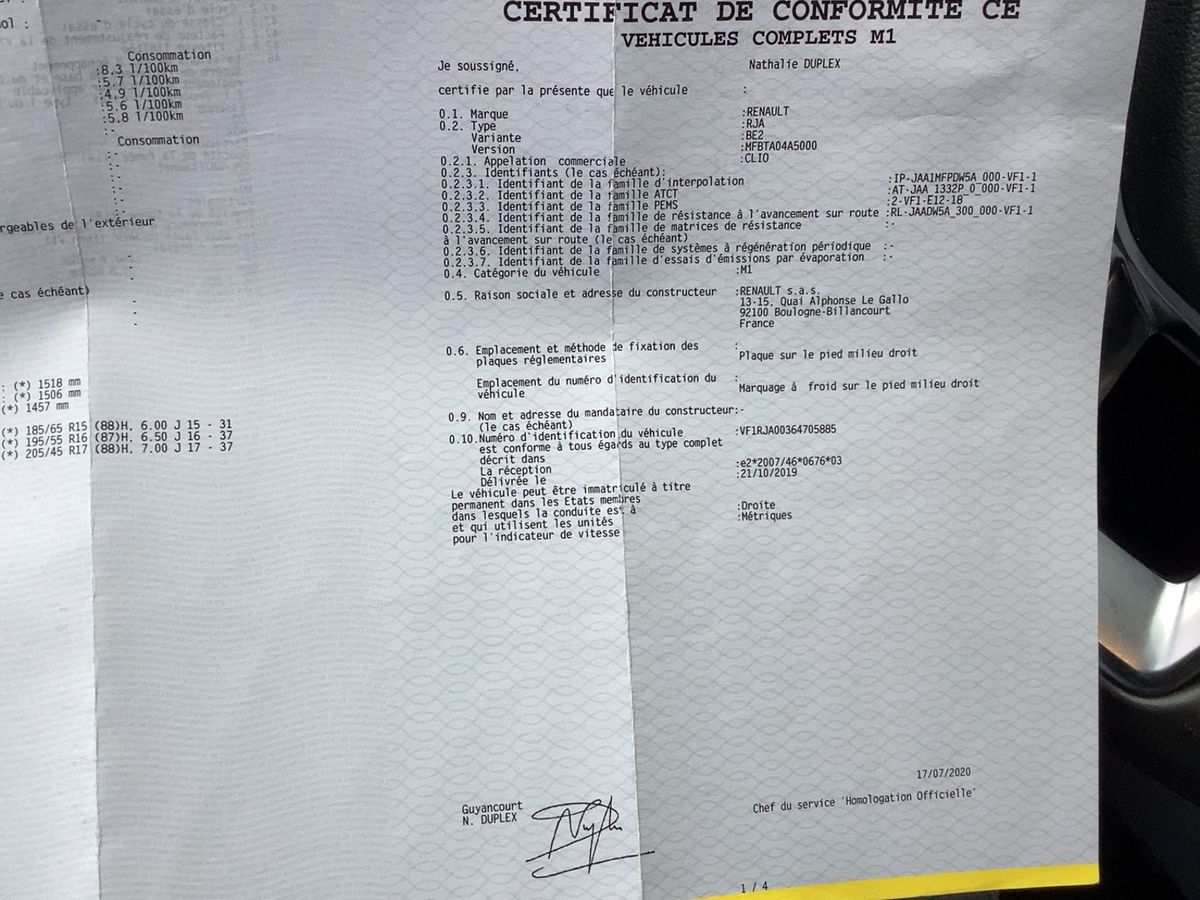 ol :
Consommation
:8.3 l/100km
:5.7 l/100km
:4.9 l/100km
:5.6 l/100km
:5.8 l/100km
:-
Consommation
:-
:-
:-
:-
:-
rgeables de l'extérieur
e cas échéant)
: (*) 1518 mm
: (*) 1506 mm
(*) 1457 mm
(*) 185/65 R15 (88)H, 6.00 J 15 - 31
(*) 195/55 R16 (87)H, 6.50 J 16 - 37
(*) 205/45 R17 (88)H, 7.00 J 17 - 37
CERTIFICAT DE CONFORMITE CE
VEHICULES COMPLETS M1
Je soussigné, Nathalie DUPLEX
certifie par la présente que le véhicule :
0.1. Marque :RENAULT
0.2. Type :RJA
Variante :BE2
Version :MFBTA04A5000
0.2.1. Appelation commerciale :CLIO
0.2.3. Identifiants (le cas échéant):
0.2.3.1. Identifiant de la famille d'interpolation :IP-JAA1MFPDW5A_000-VF1-1
0.2.3.2. Identifiant de la famille ATCT :AT-JAA_1332P_0_000-VF1-1
0.2.3.3. Identifiant de la famille PEMS :2-VF1-E12-18
0.2.3.4. Identifiant de la famille de résistance à l'avancement sur route :RL-JAADW5A_300_000-VF1-1
0.2.3.5. Identifiant de la famille de matrices de résistance :-
à l'avancement sur route (le cas échéant)
0.2.3.6. Identifiant de la famille de systèmes à régénération périodique :-
0.2.3.7. Identifiant de la famille d'essais d'émissions par évaporation :-
0.4. Catégorie du véhicule :M1
0.5. Raison sociale et adresse du constructeur :RENAULT s.a.s.
13-15, Quai Alphonse Le Gallo
92100 Boulogne-Billancourt
France
0.6. Emplacement et méthode de fixation des :
plaques réglementaires Plaque sur le pied milieu droit
Emplacement du numéro d'identification du :
véhicule Marquage à froid sur le pied milieu droit
0.9. Nom et adresse du mandataire du constructeur:-
(le cas échéant)
0.10.Numéro d'identification du véhicule :VF1RJA00364705885
est conforme à tous égards au type complet
décrit dans
La réception :e2*2007/46*0676*03
Délivrée le :21/10/2019
Le véhicule peut être immatriculé à titre
permanent dans les Etats membres
dans lesquels la conduite est à :Droite
et qui utilisent les unités :Métriques
pour l'indicateur de vitesse
17/07/2020
Guyancourt
N. DUPLEX
Chef du service 'Homologation Officielle'
1 / 4